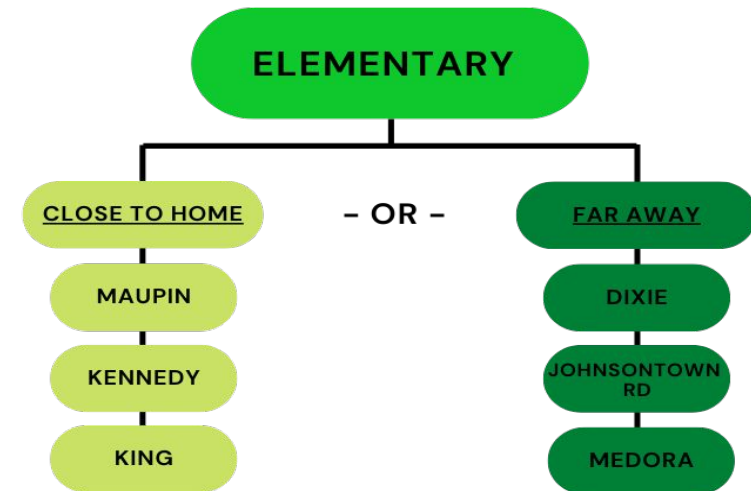 ELEMENTARY
CLOSE TO HOME
- OR -
FAR AWAY
MAUPIN
DIXIE
KENNEDY
JOHNSONTOWN
RD
KING
MEDORA